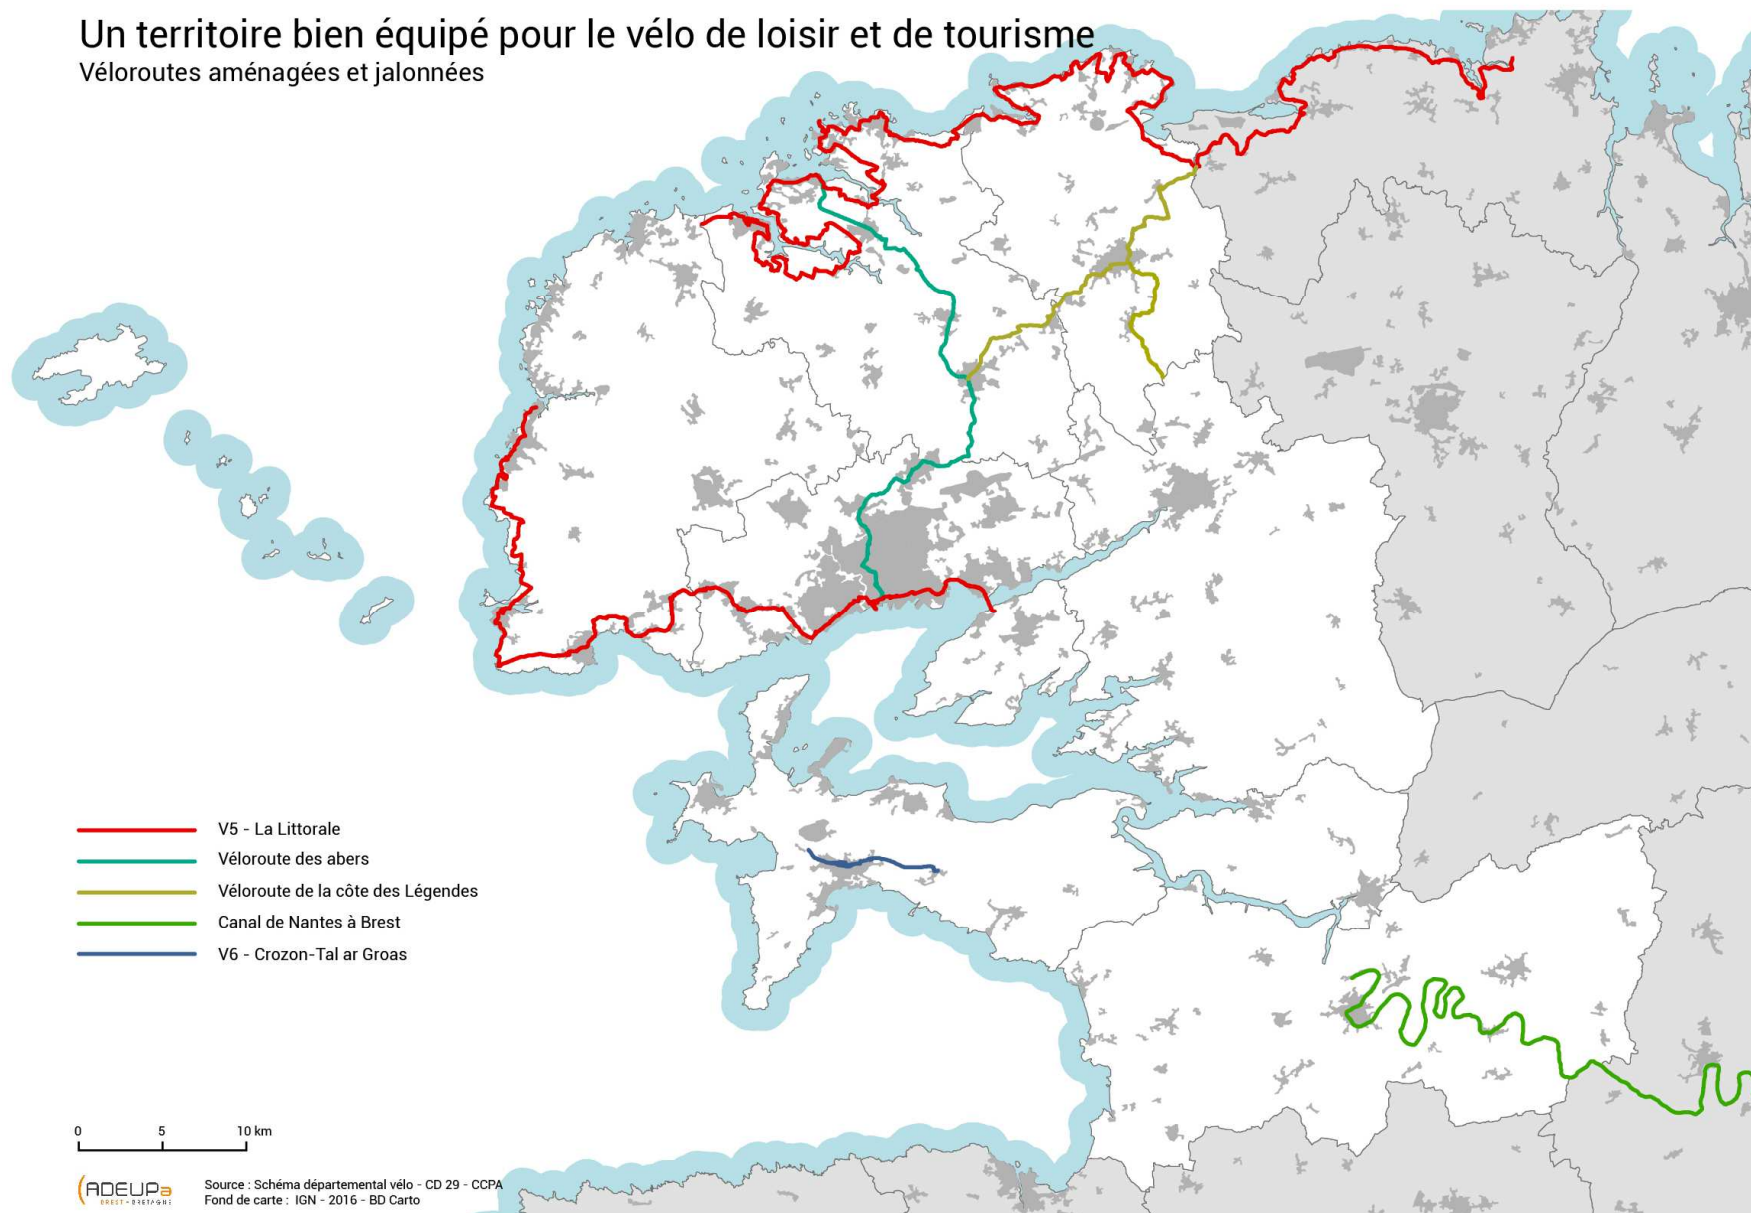 Un territoire bien équipé pour le vélo de loisir et de tourisme
Véloroutes aménagées et jalonnées
V5 - La Littorale
Véloroute des abers
Véloroute de la côte des Légendes
Canal de Nantes à Brest
V6 - Crozon-Tal ar Groas
0 5 10 km
ADEUPa
BREST-BRETAGNE
Source : Schéma départemental vélo - CD 29 - CCPA
Fond de carte : IGN - 2016 - BD Carto